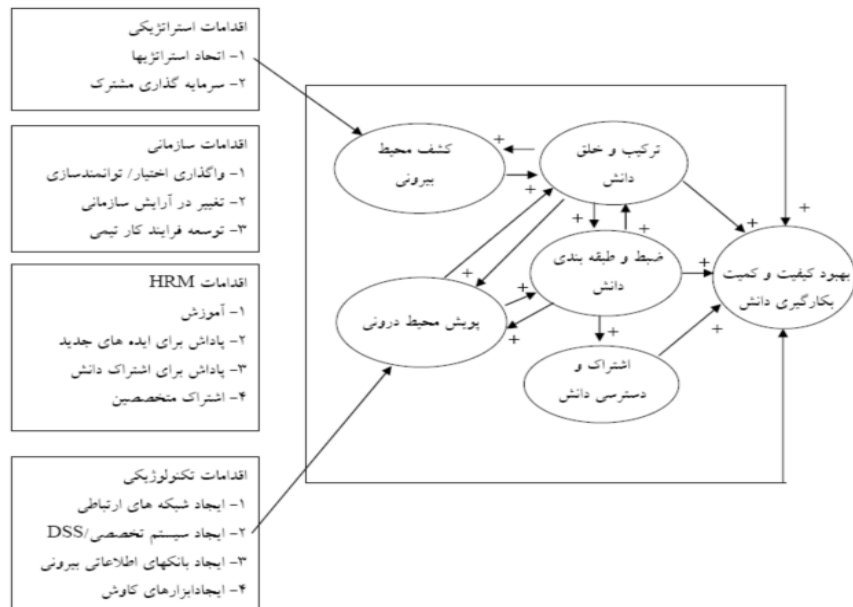 اقدامات استراتژیکی
۱- اتحاد استراتژیها
۲- سرمایه گذاری مشترک
اقدامات سازمانی
۱- واگذاری اختیار/ توانمندسازی
۲- تغییر در آرایش سازمانی
۳- توسعه فرایند کار تیمی
اقدامات HRM
۱- آموزش
۲- پاداش برای ایده های جدید
۳- پاداش برای اشتراک دانش
۴- اشتراک متخصصین
اقدامات تکنولوژیکی
۱- ایجاد شبکه های ارتباطی
۲- ایجاد سیستم تخصصی/DSS
۳- ایجاد بانکهای اطلاعاتی بیرونی
۴- ایجادابزارهای کاوش
کشف محیط
بیرونی
ترکیب و خلق
دانش
ضبط و طبقه بندی
دانش
پویش محیط درونی
اشتراک و
دسترسی دانش
بهبود کیفیت و کمیت
بکارگیری دانش
+
+
+
+
+
+
+
+
+
+
+
+
+
+